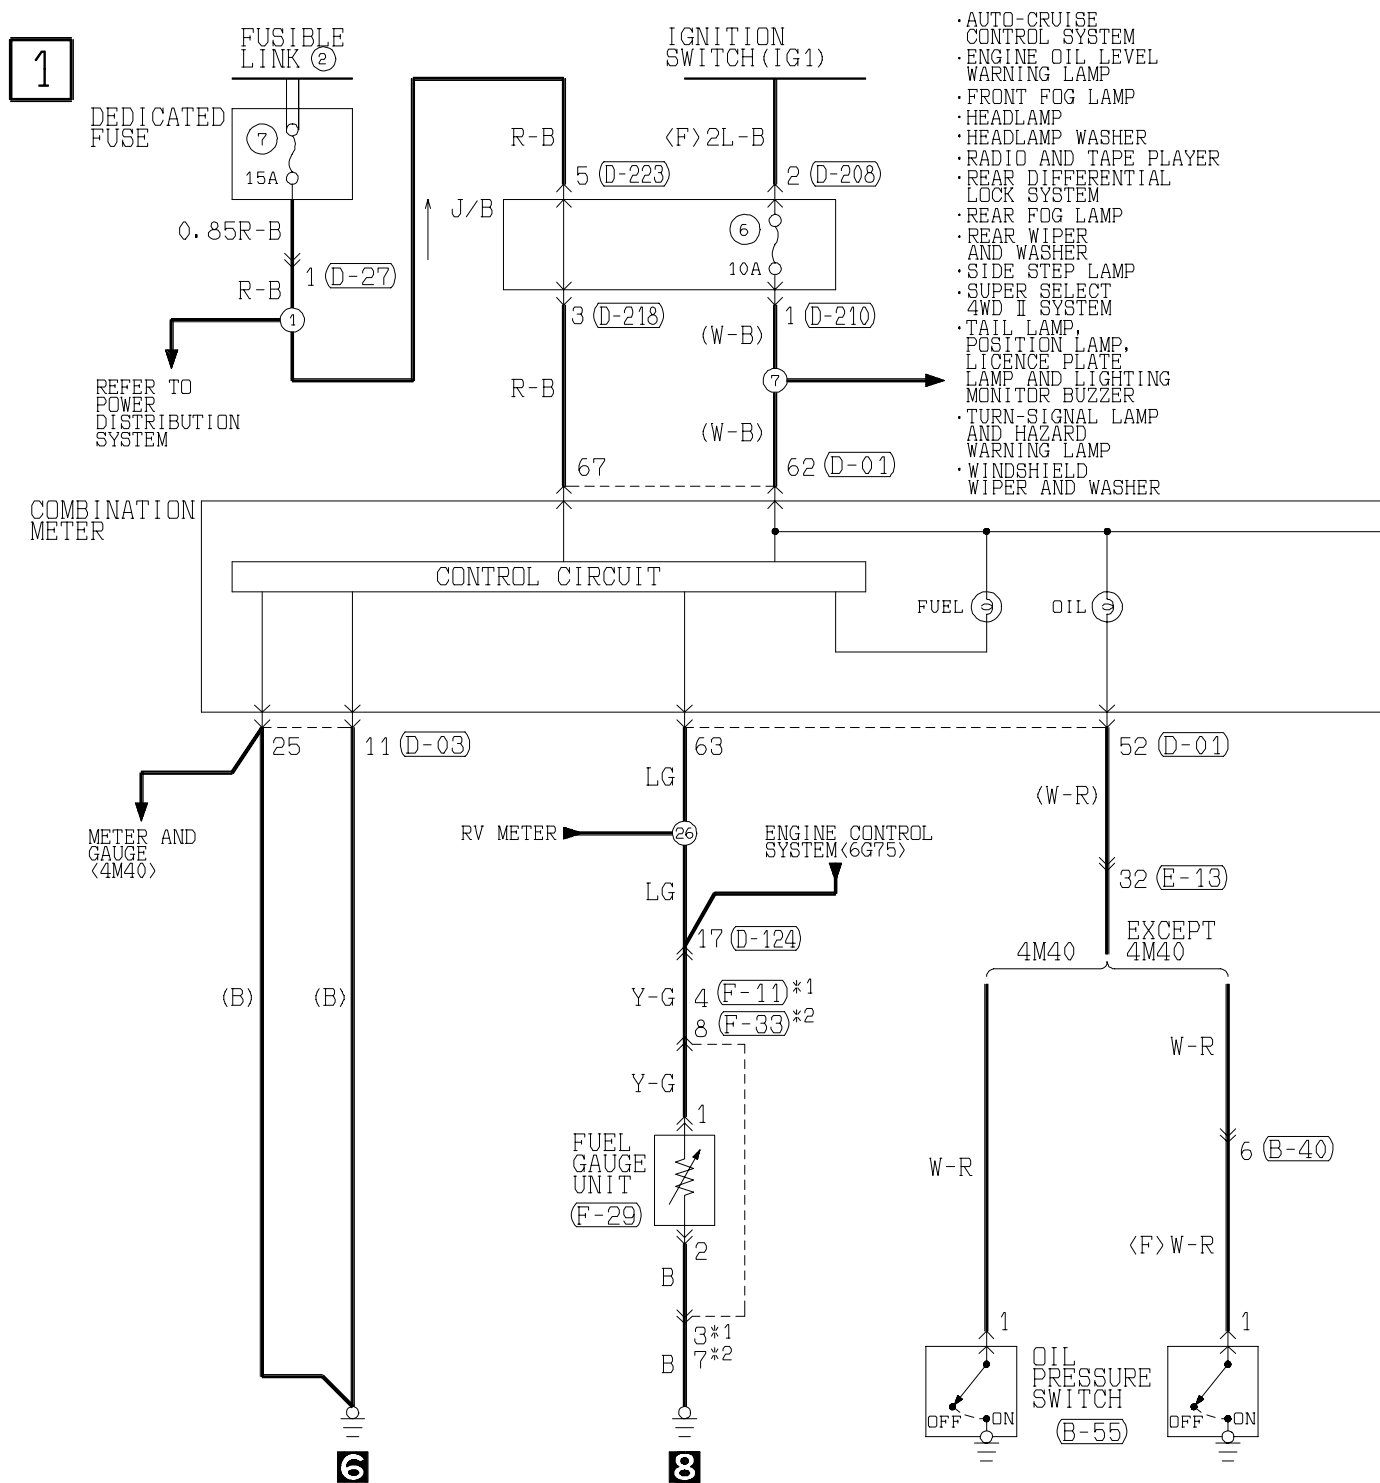 1
FUSIBLE
LINK ②
IGNITION
SWITCH(IG1)
·AUTO-CRUISE
CONTROL SYSTEM
·ENGINE OIL LEVEL
WARNING LAMP
·FRONT FOG LAMP
·HEADLAMP
·HEADLAMP WASHER
·RADIO AND TAPE PLAYER
·REAR DIFFERENTIAL
LOCK SYSTEM
·REAR FOG LAMP
·REAR WIPER
AND WASHER
·SIDE STEP LAMP
·SUPER SELECT
4WD Ⅱ SYSTEM
·TAIL LAMP,
POSITION LAMP,
LICENCE PLATE
LAMP AND LIGHTING
MONITOR BUZZER
·TURN-SIGNAL LAMP
AND HAZARD
WARNING LAMP
·WINDSHIELD
WIPER AND WASHER
DEDICATED
FUSE
⑦
15A
R-B
<F>2L-B
5 (D-223)
2 (D-208)
J/B
⑥
10A
0.85R-B
1 (D-27)
R-B
①
3 (D-218)
1 (D-210)
(W-B)
⑦
REFER TO
POWER
DISTRIBUTION
SYSTEM
R-B
(W-B)
67
62 (D-01)
COMBINATION
METER
CONTROL CIRCUIT
FUEL
OIL
25
11 (D-03)
63
52 (D-01)
LG
(W-R)
METER AND
GAUGE
<4M40>
RV METER
㉖
ENGINE CONTROL
SYSTEM<6G75>
LG
32 (E-13)
17 (D-124)
4M40
EXCEPT
4M40
(B)
(B)
Y-G
4 (F-11)*1
8 (F-33)*2
W-R
Y-G
1
FUEL
GAUGE
UNIT
(F-29)
W-R
6 (B-40)
2
B
<F>W-R
3*1
7*2
B
1
1
OIL
PRESSURE
SWITCH
(B-55)
OFF
ON
OFF
ON
6
8